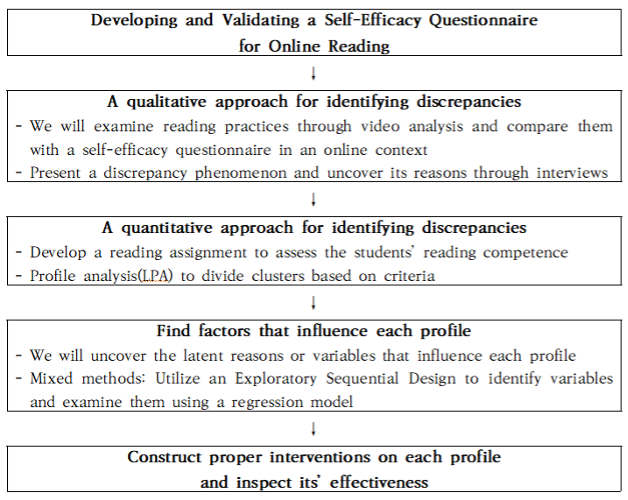 Developing and Validating a Self-Efficacy Questionnaire
for Online Reading
↓
A qualitative approach for identifying discrepancies
- We will examine reading practices through video analysis and compare them
with a self-efficacy questionnaire in an online context
- Present a discrepancy phenomenon and uncover its reasons through interviews
↓
A quantitative approach for identifying discrepancies
- Develop a reading assignment to assess the students' reading competence
- Profile analysis(LPA) to divide clusters based on criteria
↓
Find factors that influence each profile
- We will uncover the latent reasons or variables that influence each profile
- Mixed methods: Utilize an Exploratory Sequential Design to identify variables
and examine them using a regression model
↓
Construct proper interventions on each profile
and inspect its' effectiveness